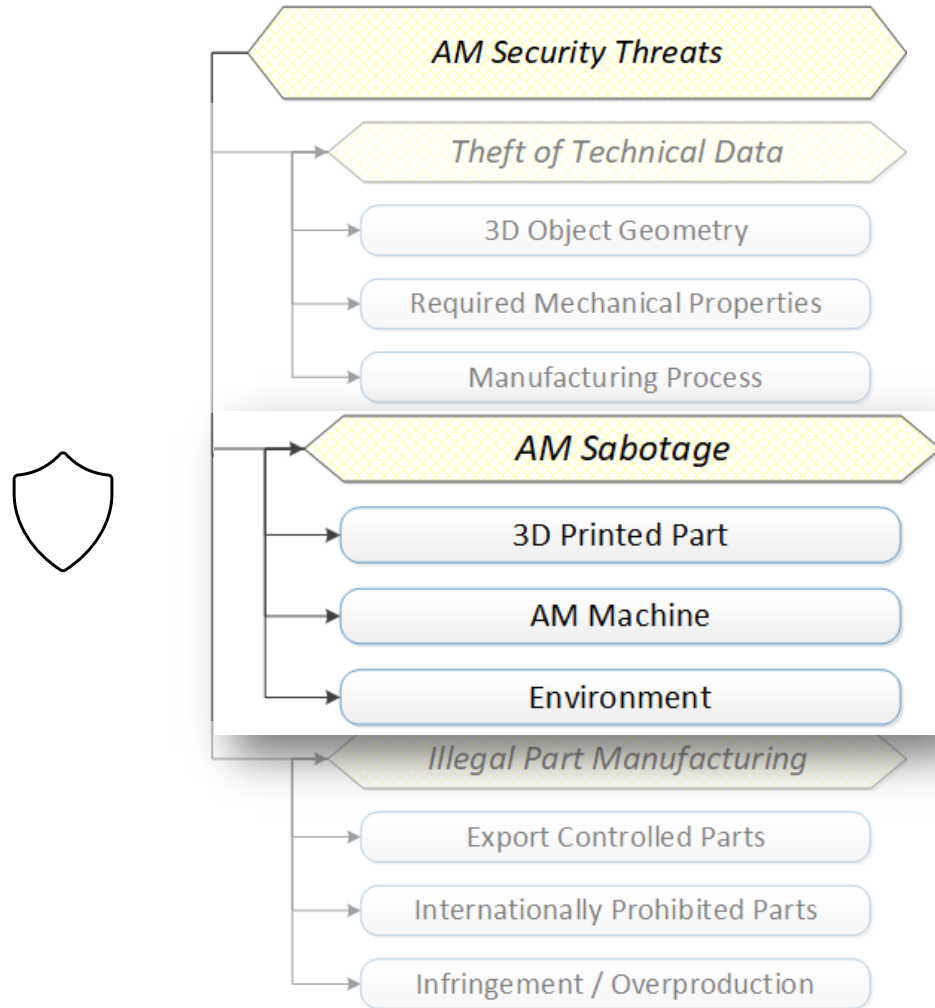 AM Security Threats
Theft of Technical Data
3D Object Geometry
Required Mechanical Properties
Manufacturing Process
AM Sabotage
3D Printed Part
AM Machine
Environment
Illegal Part Manufacturing
Export Controlled Parts
Internationally Prohibited Parts
Infringement / Overproduction